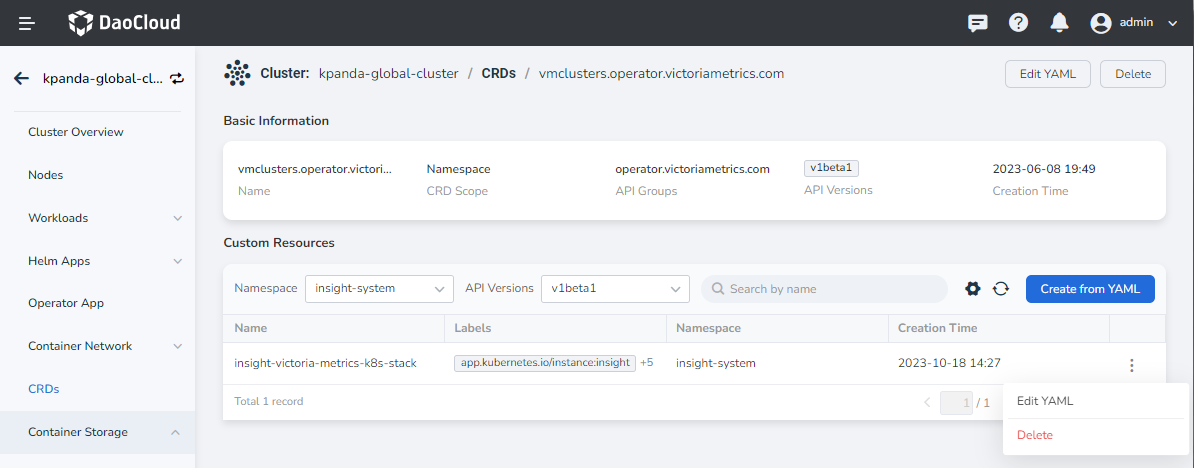 DaoCloud
admin
kpanda-global-cl...
Cluster: kpanda-global-cluster / CRDs / vmclusters.operator.victoriametrics.com
Edit YAML
Delete
Cluster Overview
Nodes
Workloads
Helm Apps
Operator App
Container Network
CRDs
Container Storage
Basic Information
vmclusters.operator.victori... Namespace operator.victoriametrics.com v1beta1 2023-06-08 19:49
Name CRD Scope API Groups API Versions Creation Time
Custom Resources
Namespace insight-system API Versions v1beta1 Search by name Create from YAML
Name Labels Namespace Creation Time
insight-victoria-metrics-k8s-stack app.kubernetes.io/instance:insight +5 insight-system 2023-10-18 14:27
Total 1 record
1 / 1
Edit YAML
Delete